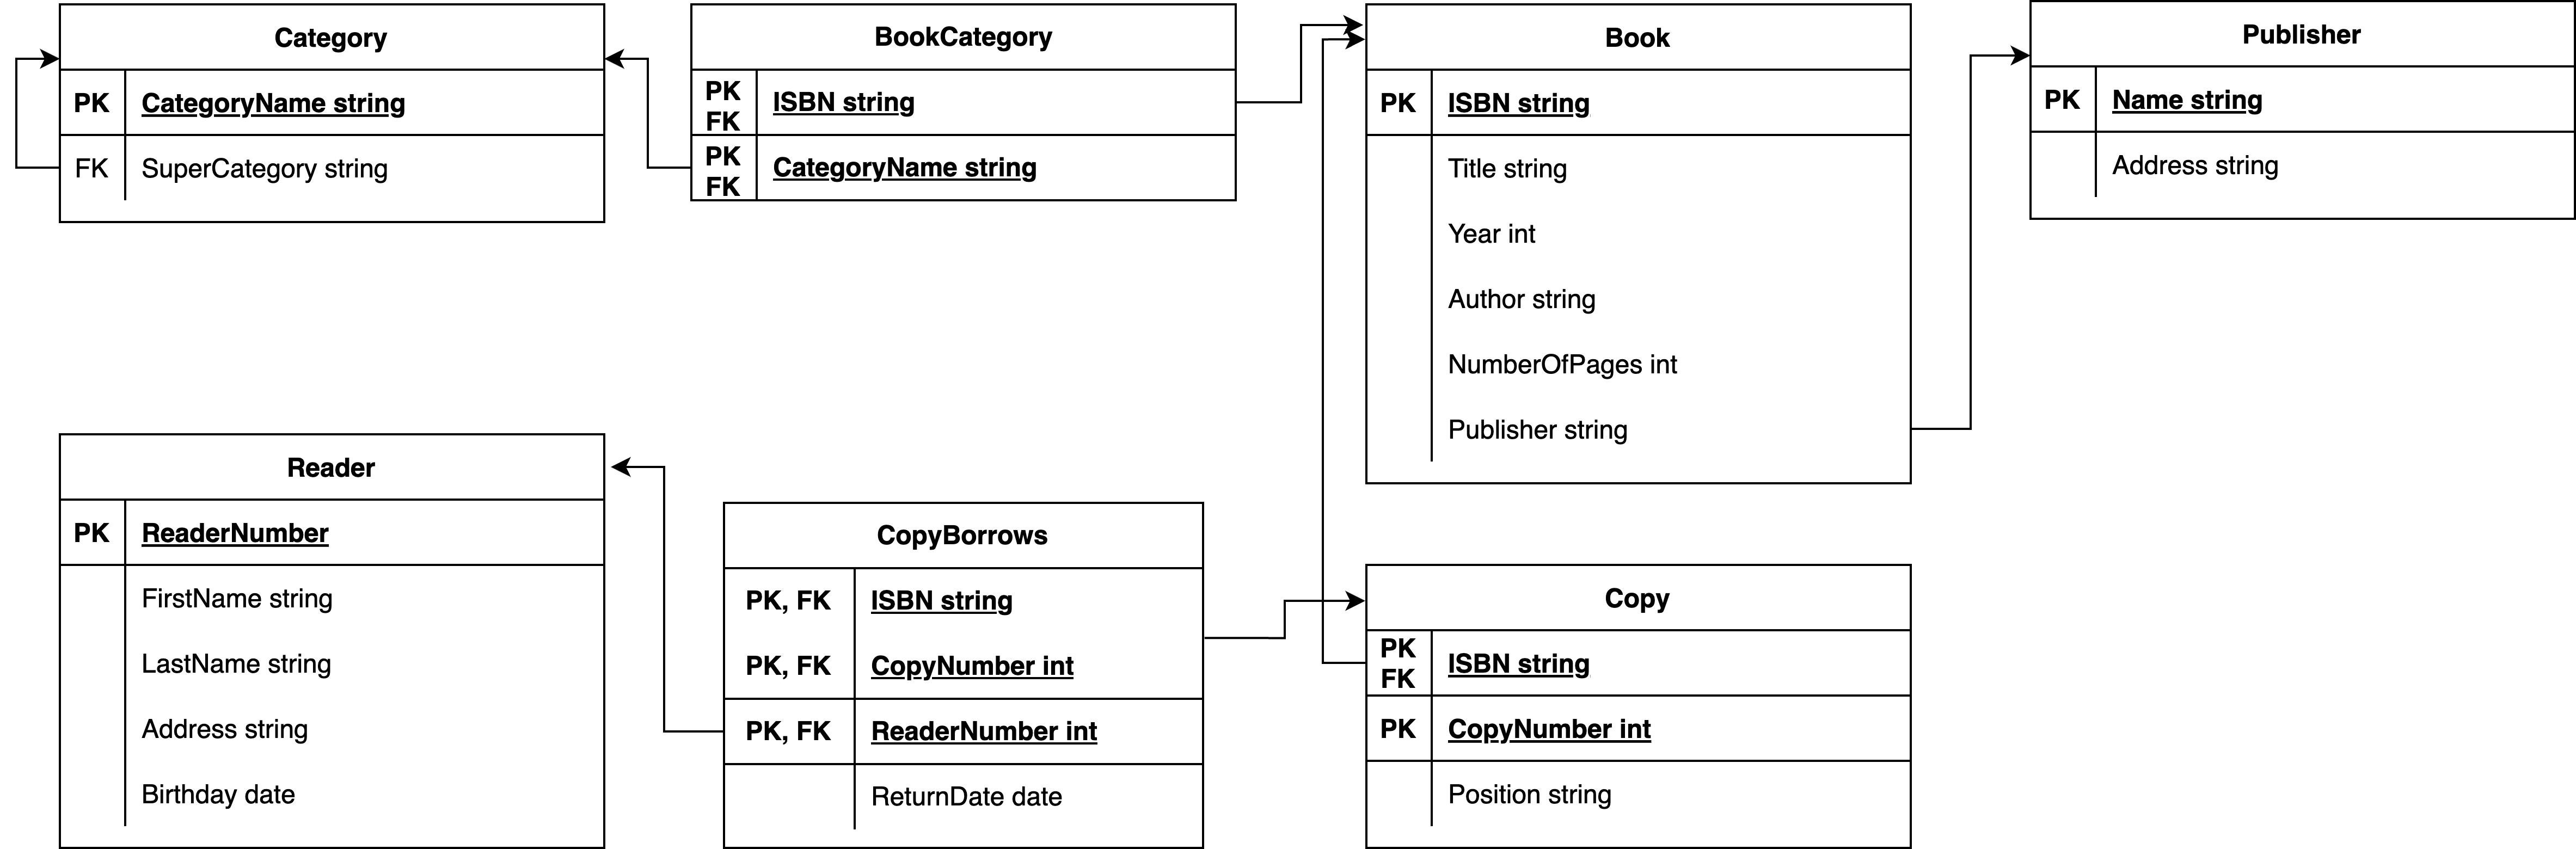 Category
PK CategoryName string
FK SuperCategory string
BookCategory
PK
FK
ISBN string
PK
FK
CategoryName string
Book
PK ISBN string
Title string
Year int
Author string
NumberOfPages int
Publisher string
Publisher
PK Name string
Address string
Reader
PK ReaderNumber
FirstName string
LastName string
Address string
Birthday date
CopyBorrows
PK, FK ISBN string
PK, FK CopyNumber int
PK, FK ReaderNumber int
ReturnDate date
Copy
PK
FK
ISBN string
PK CopyNumber int
Position string